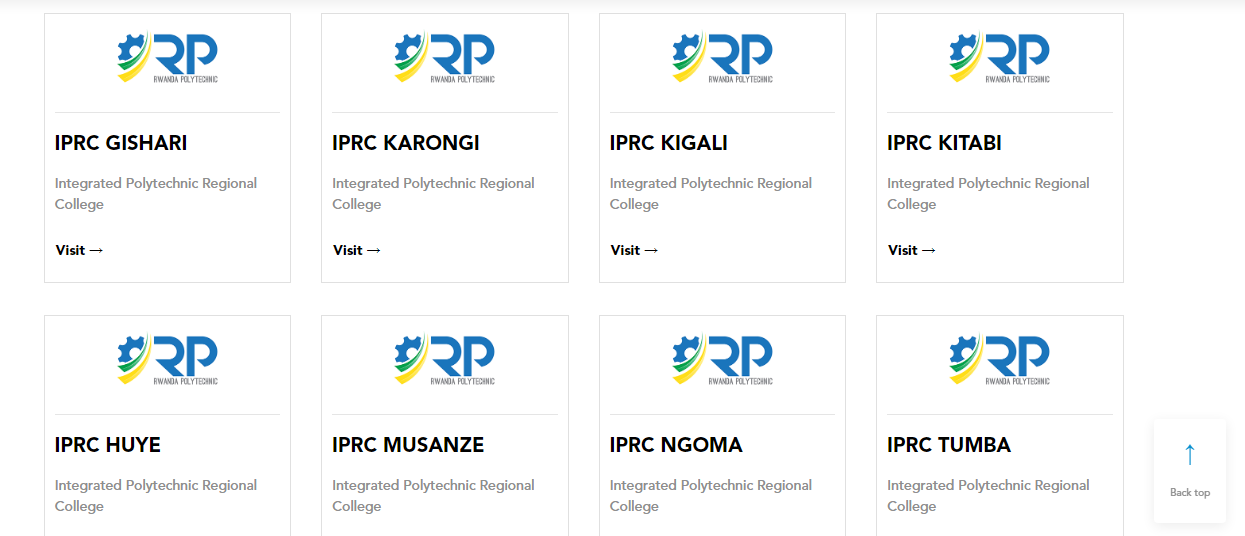 RP
RWANDA POLYTECHNIC
IPRC GISHARI
Integrated Polytechnic Regional
College
Visit →
RP
RWANDA POLYTECHNIC
IPRC KARONGI
Integrated Polytechnic Regional
College
Visit →
RP
RWANDA POLYTECHNIC
IPRC KIGALI
Integrated Polytechnic Regional
College
Visit →
RP
RWANDA POLYTECHNIC
IPRC KITABI
Integrated Polytechnic Regional
College
Visit →
RP
RWANDA POLYTECHNIC
IPRC HUYE
Integrated Polytechnic Regional
College
RP
RWANDA POLYTECHNIC
IPRC MUSANZE
Integrated Polytechnic Regional
College
RP
RWANDA POLYTECHNIC
IPRC NGOMA
Integrated Polytechnic Regional
College
RP
RWANDA POLYTECHNIC
IPRC TUMBA
Integrated Polytechnic Regional
College
↑
Back top